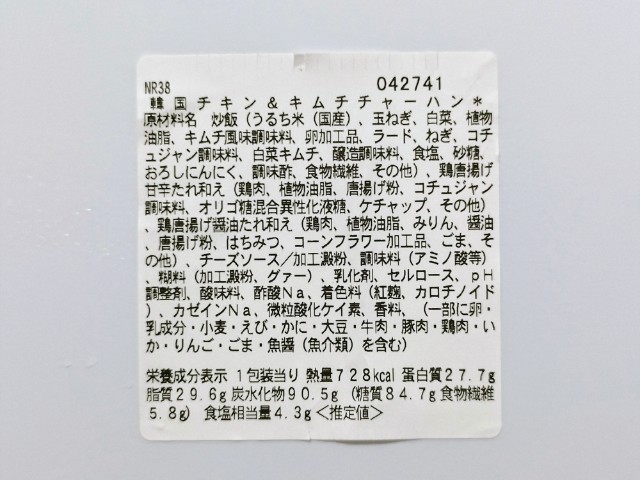 NR38 042741
韓国チキン&キムチチャーハン*
原材料名 炒飯(うるち米(国産)、玉ねぎ、白菜、植物
油脂、キムチ風味調味料、卵加工品、ラード、ねぎ、コチ
ュジャン調味料、白菜キムチ、醸造調味料、食塩、砂糖、
おろしにんにく、調味酢、食物繊維、その他)、鶏唐揚げ
甘辛たれ和え(鶏肉、植物油脂、唐揚げ粉、コチュジャン
調味料、オリゴ糖混合異性化液糖、ケチャップ、その他)
、鶏唐揚げ醤油たれ和え(鶏肉、植物油脂、みりん、醤油
、唐揚げ粉、はちみつ、コーンフラワー加工品、ごま、そ
の他)、チーズソース/加工澱粉、調味料(アミノ酸等)
、糊料(加工澱粉、グァー)、乳化剤、セルロース、pH
調整剤、酸味料、酢酸Na、着色料(紅麹、カロチノイド
)、カゼインNa、微粒酸化ケイ素、香料、(一部に卵・
乳成分・小麦・えび・かに・大豆・牛肉・豚肉・鶏肉・い
か・りんご・ごま・魚醤(魚介類)を含む)
栄養成分表示 1包装当り 熱量728kcal 蛋白質27.7g
脂質29.6g 炭水化物90.5g (糖質84.7g 食物繊維
5.8g) 食塩相当量4.3g<推定値>